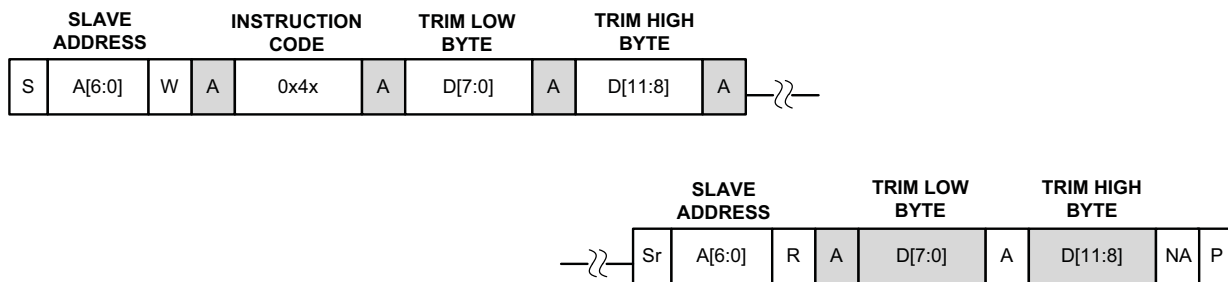 SLAVE ADDRESS INSTRUCTION CODE TRIM LOW BYTE TRIM HIGH BYTE
S A[6:0] W A 0x4x A D[7:0] A D[11:8] A
SLAVE ADDRESS TRIM LOW BYTE TRIM HIGH BYTE
Sr A[6:0] R A D[7:0] A D[11:8] NA P